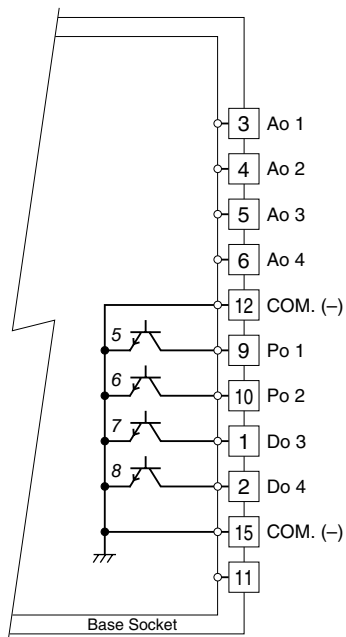 3 Ao 1
4 Ao 2
5 Ao 3
6 Ao 4
12 COM. (–)
5 9 Po 1
6 10 Po 2
7 1 Do 3
8 2 Do 4
15 COM. (–)
11
Base Socket